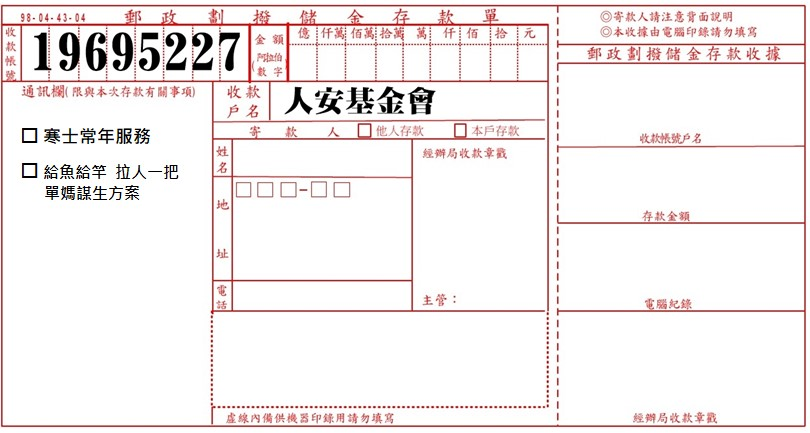 98-04-43-04 郵政劃撥儲金存款單
收款帳號 19695227 金額(阿拉伯數字) 億 仟萬 佰萬 拾萬 萬 仟 佰 拾 元
通訊欄(限與本次存款有關事項)
寒士常年服務
給魚給竿 拉人一把
單媽謀生方案
收款戶名 人安基金會
寄款人 □他人存款 □本戶存款
姓名
地址 □□□-□□
電話
經辦局收款章戳
主管：
虛線內備供機器印錄用請勿填寫
◎寄款人請注意背面說明
◎本收據由電腦印錄請勿填寫
郵政劃撥儲金存款收據
收款帳號戶名
存款金額
電腦紀錄
經辦局收款章戳